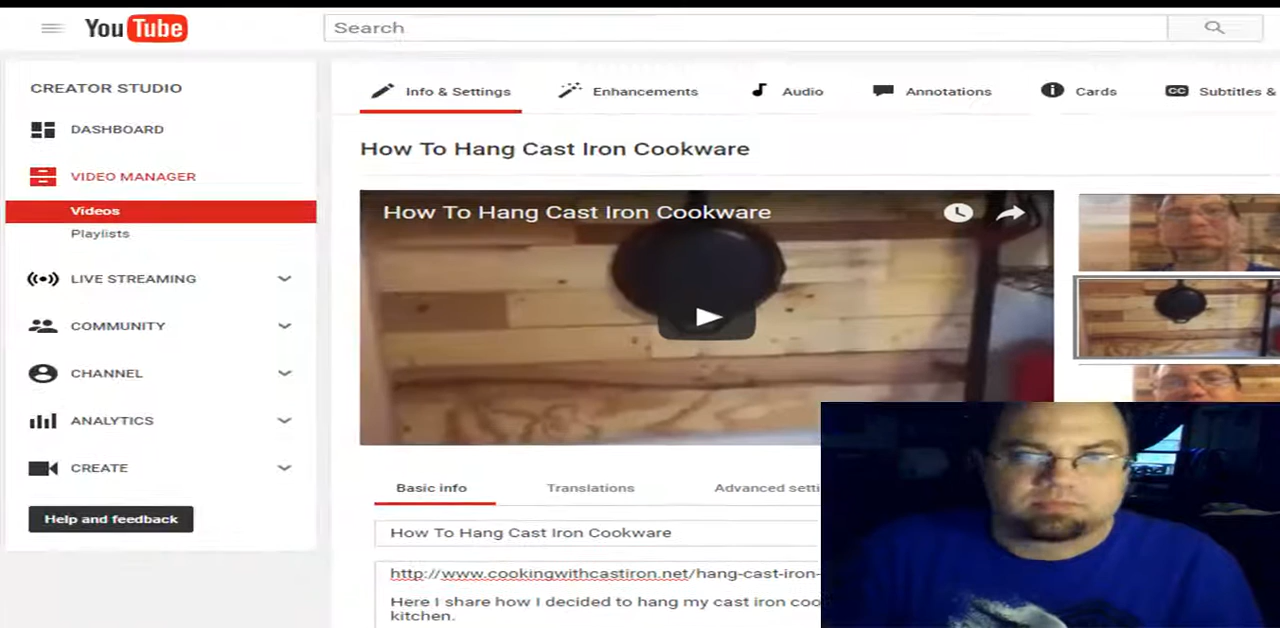 YouTube
Search
CREATOR STUDIO
DASHBOARD
VIDEO MANAGER
Videos
Playlists
LIVE STREAMING
COMMUNITY
CHANNEL
ANALYTICS
CREATE
Help and feedback
Info & Settings Enhancements Audio Annotations Cards CC Subtitles &
How To Hang Cast Iron Cookware
How To Hang Cast Iron Cookware
Basic info Translations Advanced setti
How To Hang Cast Iron Cookware
http://www.cookingwithcastiron.net/hang-cast-iron-
Here I share how I decided to hang my cast iron coo
kitchen.